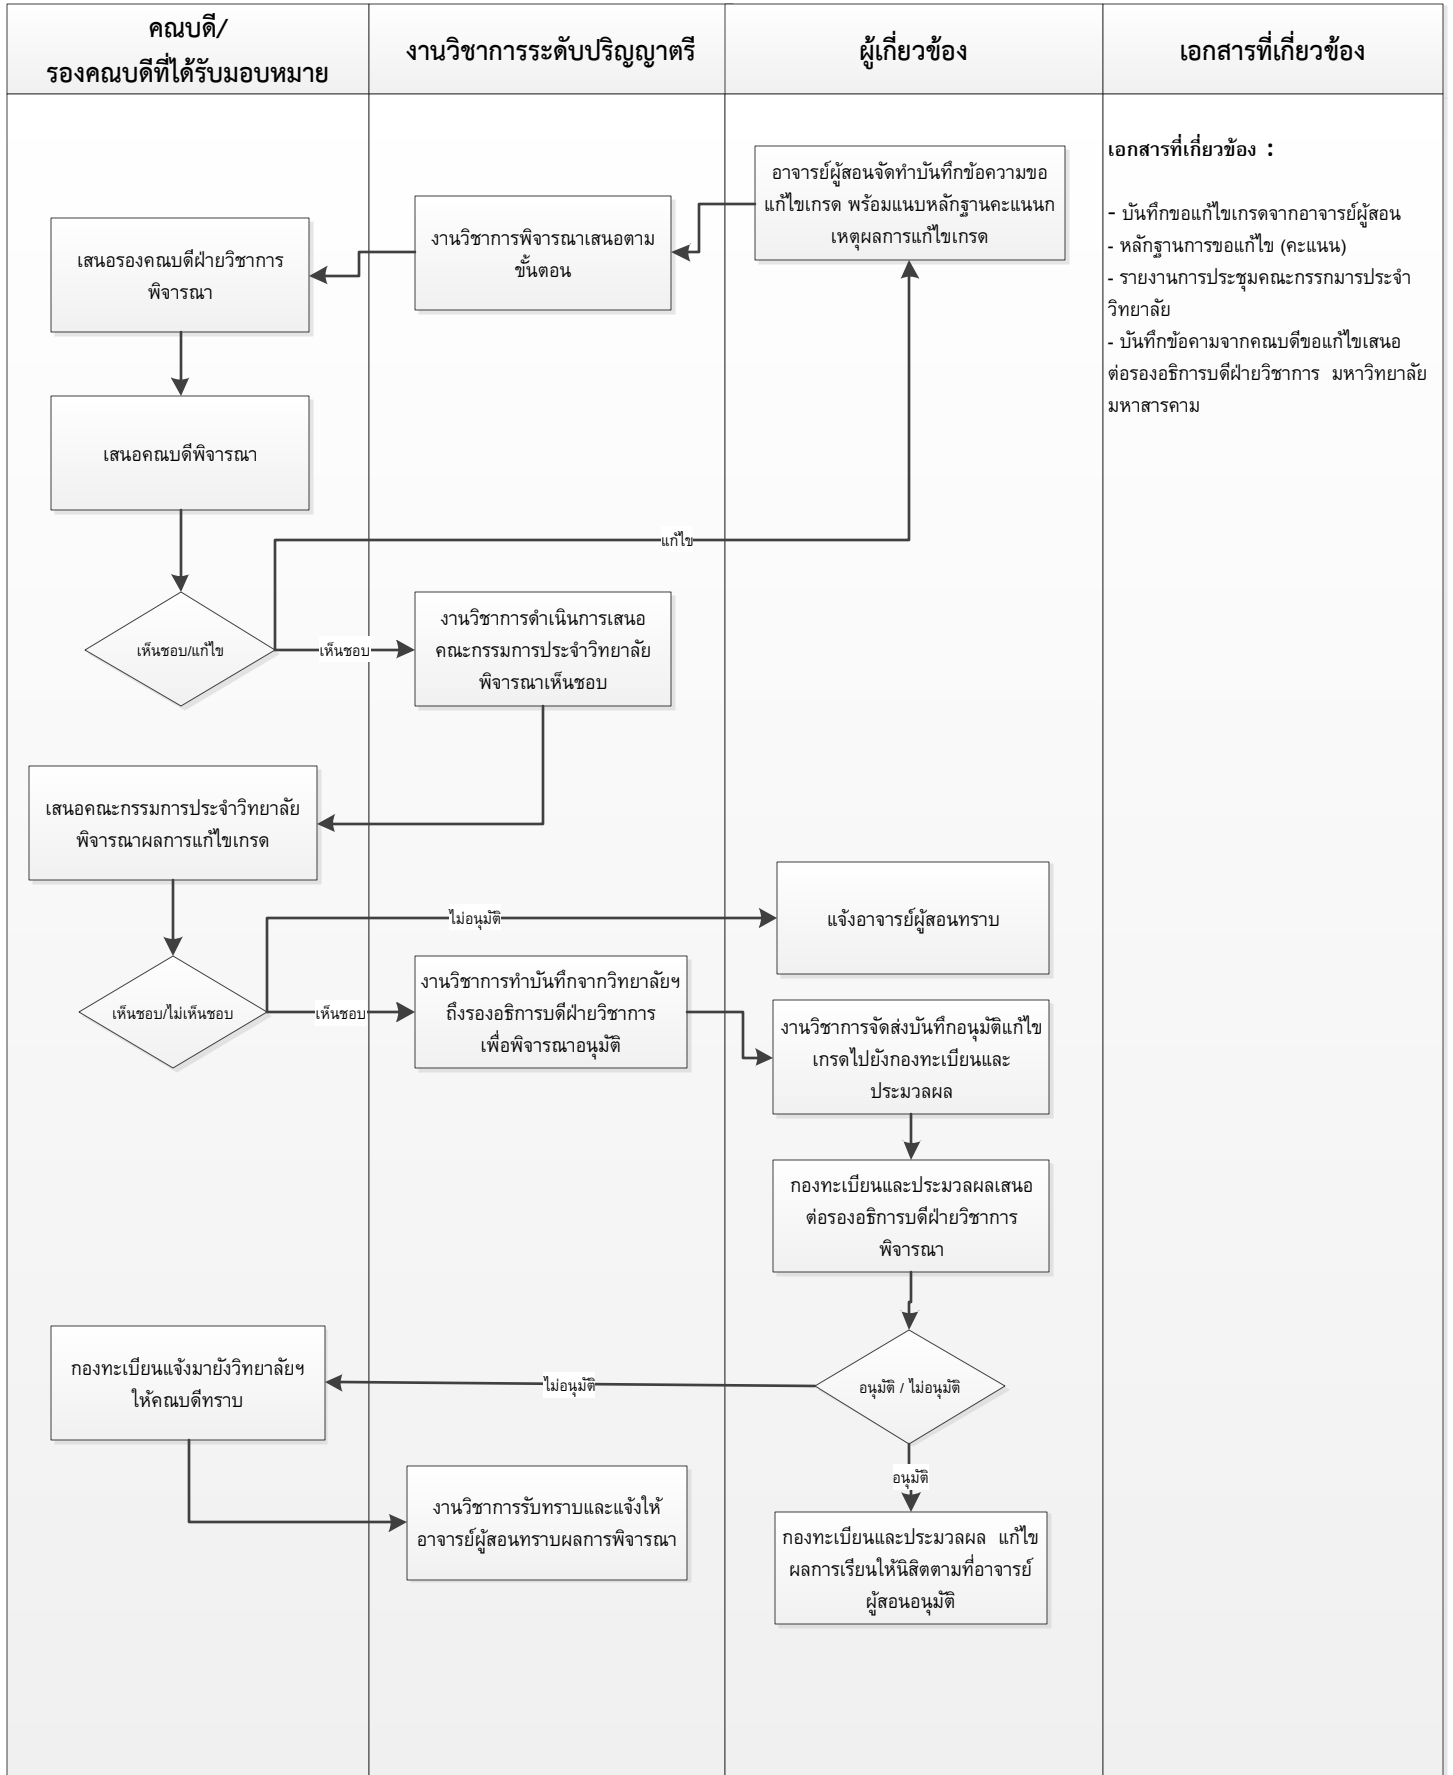 คณบดี/
รองคณบดีที่ได้รับมอบหมาย
งานวิชาการระดับปริญญาตรี
ผู้เกี่ยวข้อง
เอกสารที่เกี่ยวข้อง
อาจารย์ผู้สอนจัดทำบันทึกข้อความขอ
แก้ไขเกรด พร้อมแนบหลักฐานคะแนนก
เหตุผลการแก้ไขเกรด
งานวิชาการพิจารณาเสนอตาม
ขั้นตอน
เสนอรองคณบดีฝ่ายวิชาการ
พิจารณา
เอกสารที่เกี่ยวข้อง :
- บันทึกขอแก้ไขเกรดจากอาจารย์ผู้สอน
- หลักฐานการขอแก้ไข (คะแนน)
- รายงานการประชุมคณะกรรกมารประจำ
วิทยาลัย
- บันทึกข้อคามจากคณบดีขอแก้ไขเสนอ
ต่อรองอธิการบดีฝ่ายวิชาการ มหาวิทยาลัย
มหาสารคาม
เสนอคณบดีพิจารณา
แก้ไข
เห็นชอบ/แก้ไข
เห็นชอบ
งานวิชาการดำเนินการเสนอ
คณะกรรมการประจำวิทยาลัย
พิจารณาเห็นชอบ
เสนอคณะกรรมการประจำวิทยาลัย
พิจารณาผลการแก้ไขเกรด
ไม่อนุมัติ
แจ้งอาจารย์ผู้สอนทราบ
เห็นชอบ/ไม่เห็นชอบ
เห็นชอบ
งานวิชาการทำบันทึกจากวิทยาลัยฯ
ถึงรองอธิการบดีฝ่ายวิชาการ
เพื่อพิจารณาอนุมัติ
งานวิชาการจัดส่งบันทึกอนุมัติแก้ไข
เกรดไปยังกองทะเบียนและ
ประมวลผล
กองทะเบียนและประมวลผลเสนอ
ต่อรองอธิการบดีฝ่ายวิชาการ
พิจารณา
อนุมัติ / ไม่อนุมัติ
ไม่อนุมัติ
กองทะเบียนแจ้งมายังวิทยาลัยฯ
ให้คณบดีทราบ
อนุมัติ
งานวิชาการรับทราบและแจ้งให้
อาจารย์ผู้สอนทราบผลการพิจารณา
กองทะเบียนและประมวลผล แก้ไข
ผลการเรียนให้นิสิตตามที่อาจารย์
ผู้สอนอนุมัติ